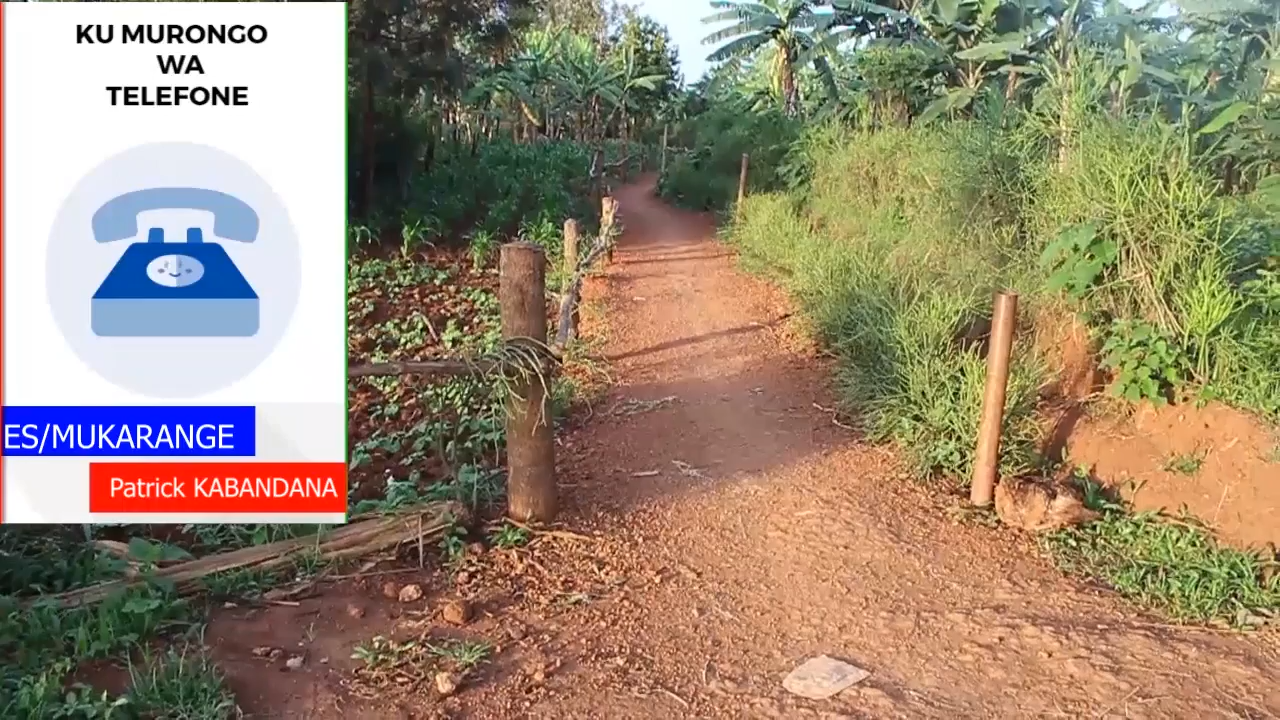 KU MURONGO
WA
TELEFONE
ES/MUKARANGE
Patrick KABANDANA